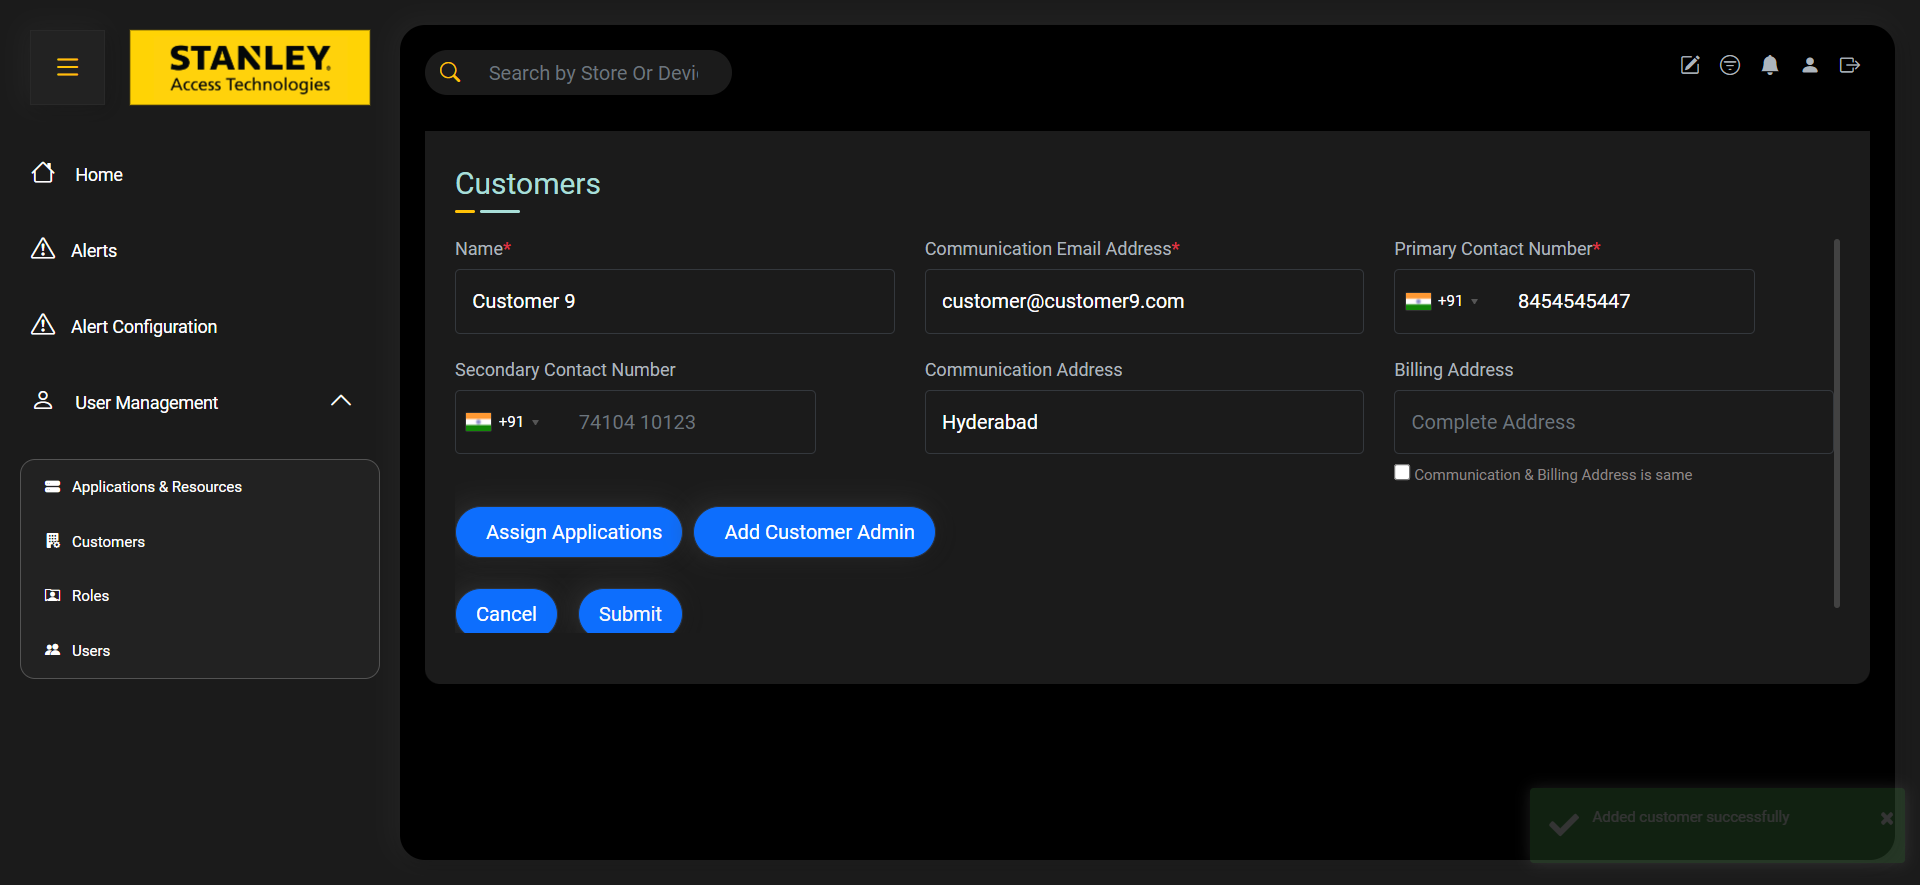 STANLEY.
Access Technologies
Search by Store Or Devi
Home
Alerts
Alert Configuration
User Management
Applications & Resources
Customers
Roles
Users
Customers
Name*
Communication Email Address*
Primary Contact Number*
Customer 9
customer@customer9.com
+91
8454545447
Secondary Contact Number
Communication Address
Billing Address
+91
74104 10123
Hyderabad
Complete Address
Communication & Billing Address is same
Assign Applications
Add Customer Admin
Cancel
Submit
Added customer successfully